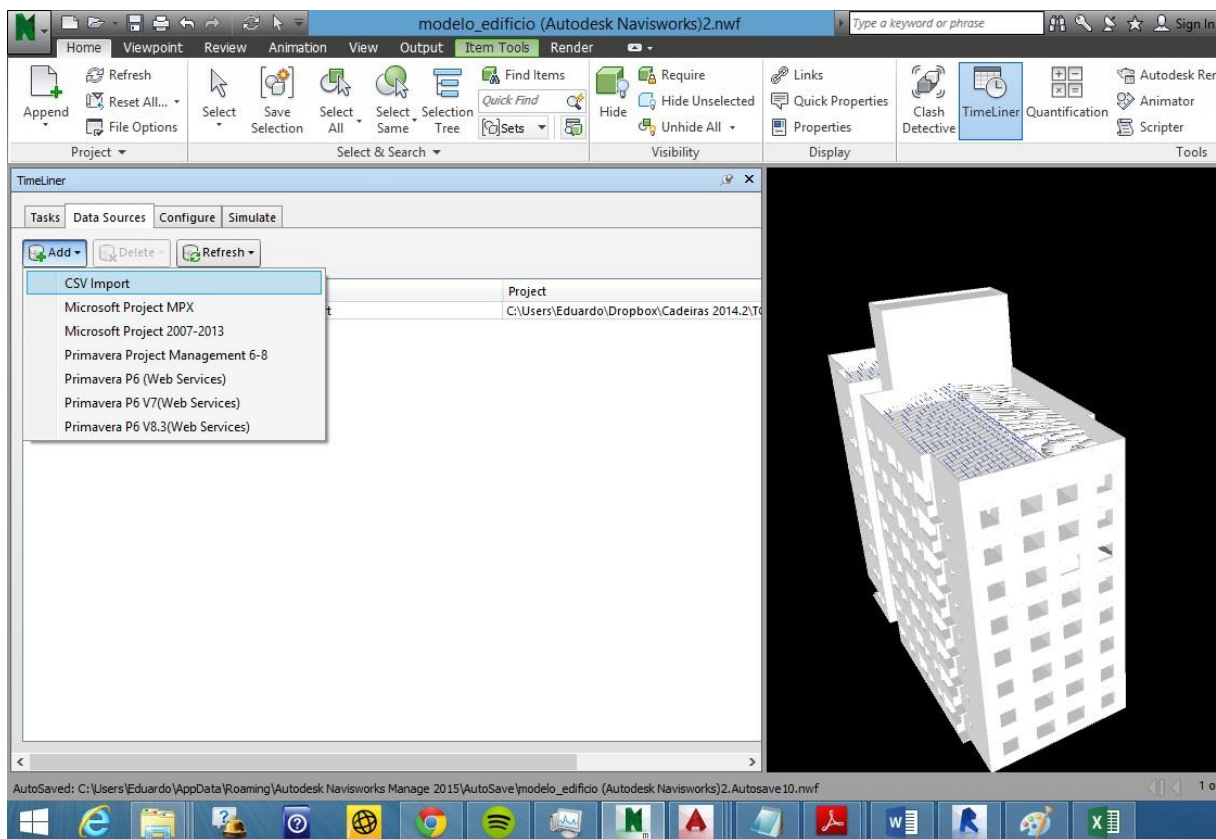 modelo_edificio (Autodesk Navisworks)2.nwf
Type a keyword or phrase
Sign In
Home Viewpoint Review Animation View Output Item Tools Render
Append
Refresh
Reset All...
File Options
Project
Select
Save Selection
Select All
Select Same
Selection Tree
Find Items
Quick Find
Sets
Select & Search
Hide
Require
Hide Unselected
Unhide All
Visibility
Links
Quick Properties
Properties
Display
Clash Detective
TimeLiner
Quantification
Autodesk Rer
Animator
Scripter
Tools
TimeLiner
Tasks Data Sources Configure Simulate
Add Delete Refresh
CSV Import
Microsoft Project MPX
Microsoft Project 2007-2013
Primavera Project Management 6-8
Primavera P6 (Web Services)
Primavera P6 V7(Web Services)
Primavera P6 V8.3(Web Services)
Project
C:\Users\Eduardo\Dropbox\Cadeiras 2014.2\T
AutoSaved: C:\Users\Eduardo\AppData\Roaming\Autodesk Navisworks Manage 2015\AutoSave\modelo_edificio (Autodesk Navisworks)2.Autosave10.nwf
1 o